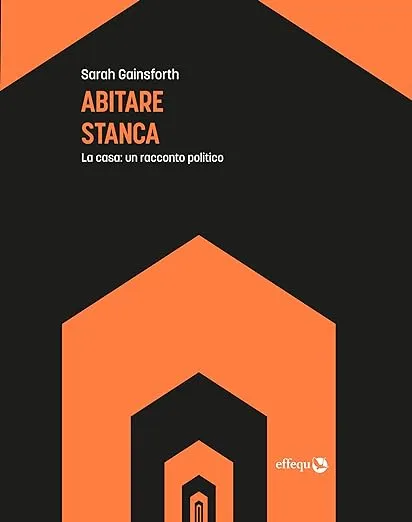 Sarah Gainsforth
ABITARE
STANCA
La casa: un racconto politico
effequ